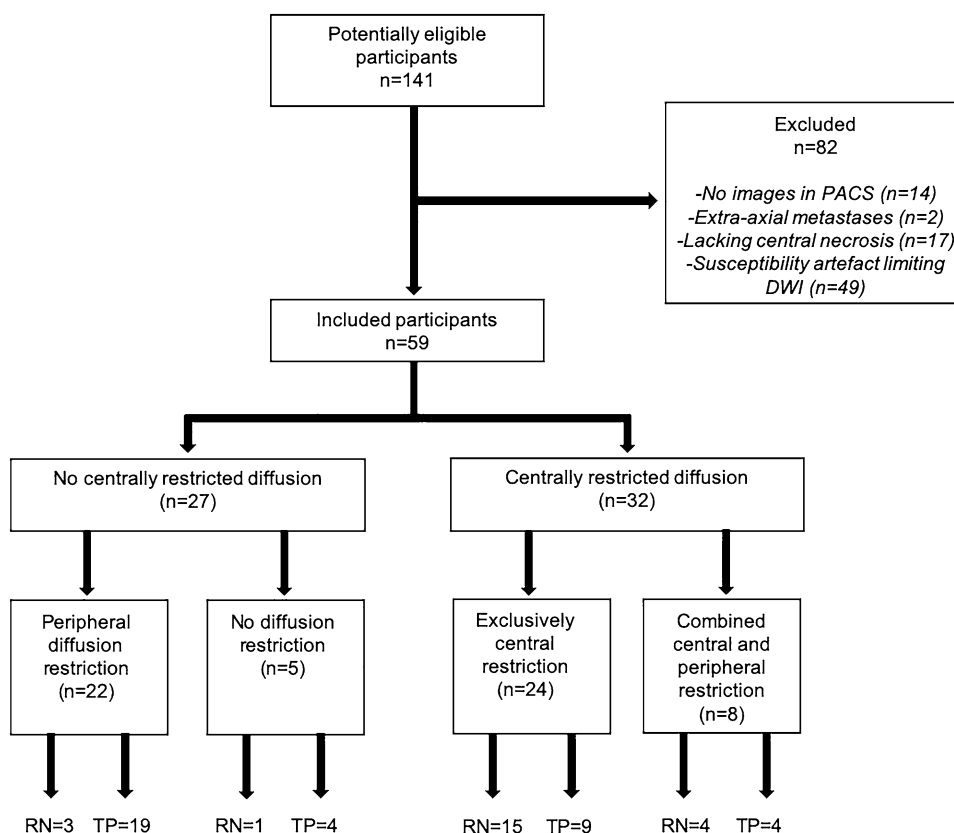 Potentially eligible
participants
n=141
Excluded
n=82
-No images in PACS (n=14)
-Extra-axial metastases (n=2)
-Lacking central necrosis (n=17)
-Susceptibility artefact limiting
DWI (n=49)
Included participants
n=59
No centrally restricted diffusion
(n=27)
Centrally restricted diffusion
(n=32)
Peripheral
diffusion
restriction
(n=22)
No diffusion
restriction
(n=5)
Exclusively
central
restriction
(n=24)
Combined
central and
peripheral
restriction
(n=8)
RN=3 TP=19 RN=1 TP=4 RN=15 TP=9 RN=4 TP=4